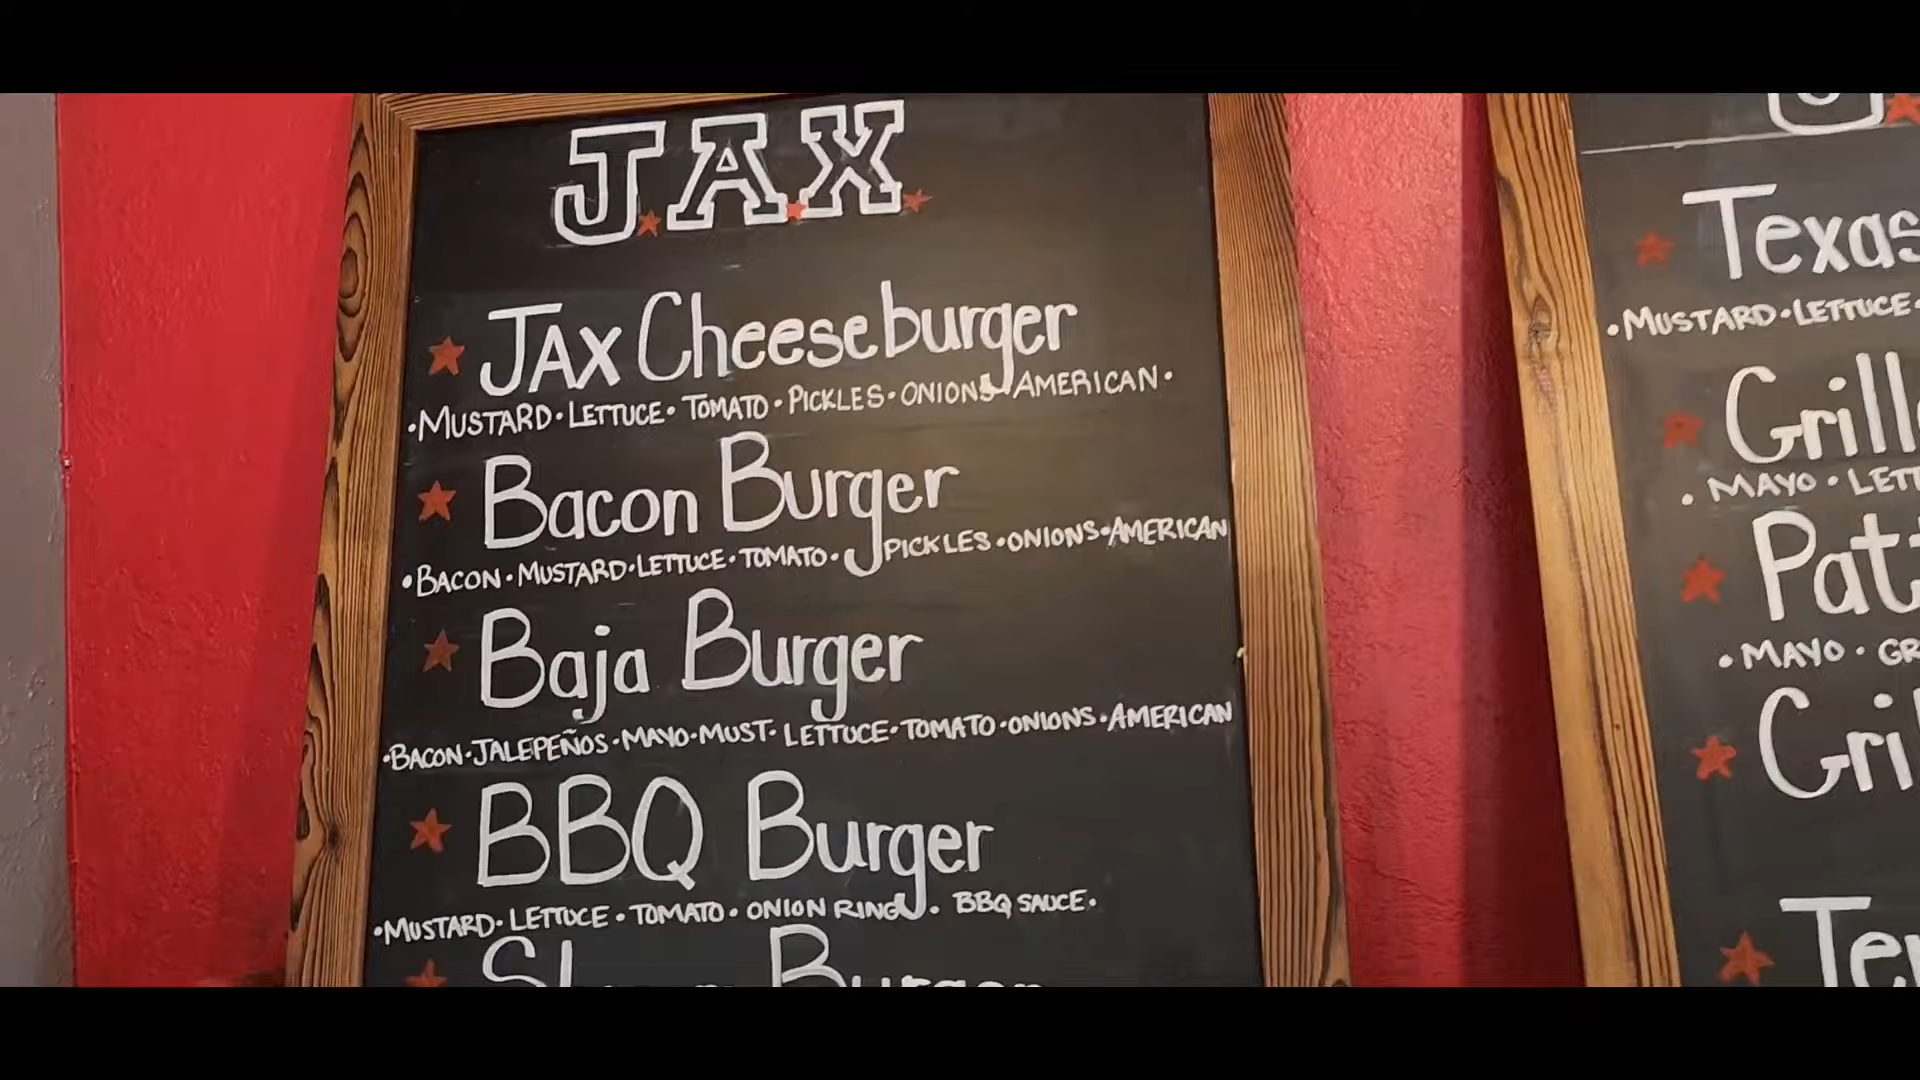 J.A.X.
JAX Cheeseburger
•MUSTARD•LETTUCE•TOMATO•PICKLES•ONIONS•AMERICAN•
Bacon Burger
•BACON•MUSTARD•LETTUCE•TOMATO•PICKLES•ONIONS•AMERICAN
Baja Burger
•BACON•JALEPEÑOS•MAYO•MUST•LETTUCE•TOMATO•ONIONS•AMERICAN
BBQ Burger
•MUSTARD•LETTUCE•TOMATO•ONION RING•BBQ SAUCE•
Burger
Texas
•MUSTARD•LETTUCE•
•MAYO•
•MAYO•